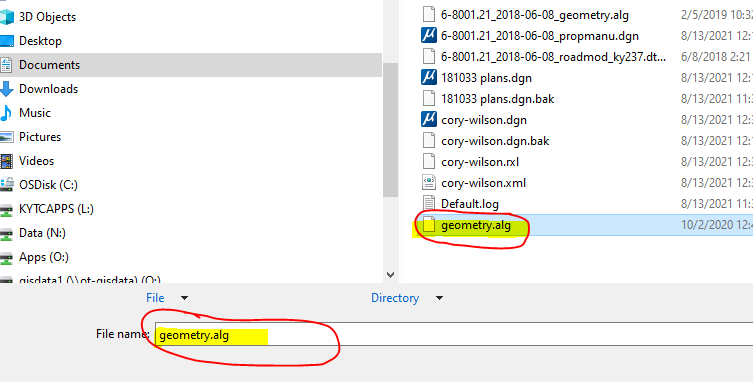 3D Objects
Desktop
Documents
Downloads
Music
Pictures
Videos
OSDisk (C:)
KYTCAPPS (L:)
Data (N:)
Apps (O:)
gisdata1 (\\ot-gisdata) (Q:)
6-8001.21_2018-06-08_geometry.alg 2/5/2019 10:32
6-8001.21_2018-06-08_propmanu.dgn 8/13/2021 12:
6-8001.21_2018-06-08_roadmod_ky237.dt... 6/8/2018 2:21
181033 plans.dgn 8/13/2021 12:
181033 plans.dgn.bak 8/13/2021 11:
cory-wilson.dgn 8/13/2021 12:
cory-wilson.dgn.bak 8/13/2021 12:
cory-wilson.rxl 8/13/2021 12:
cory-wilson.xml 8/13/2021 12:
Default.log 8/13/2021 11:
geometry.alg 10/2/2020 12:
File Directory
File name: geometry.alg